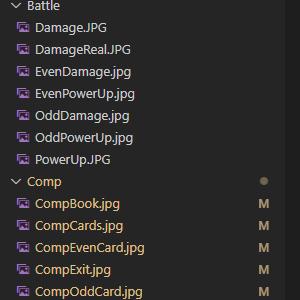 Battle
Damage.JPG
DamageReal.JPG
EvenDamage.jpg
EvenPowerUp.jpg
OddDamage.jpg
OddPowerUp.jpg
PowerUp.JPG
Comp
CompBook.jpg M
CompCards.jpg M
CompEvenCard.jpg M
CompExit.jpg M
CompOddCard.jpg M